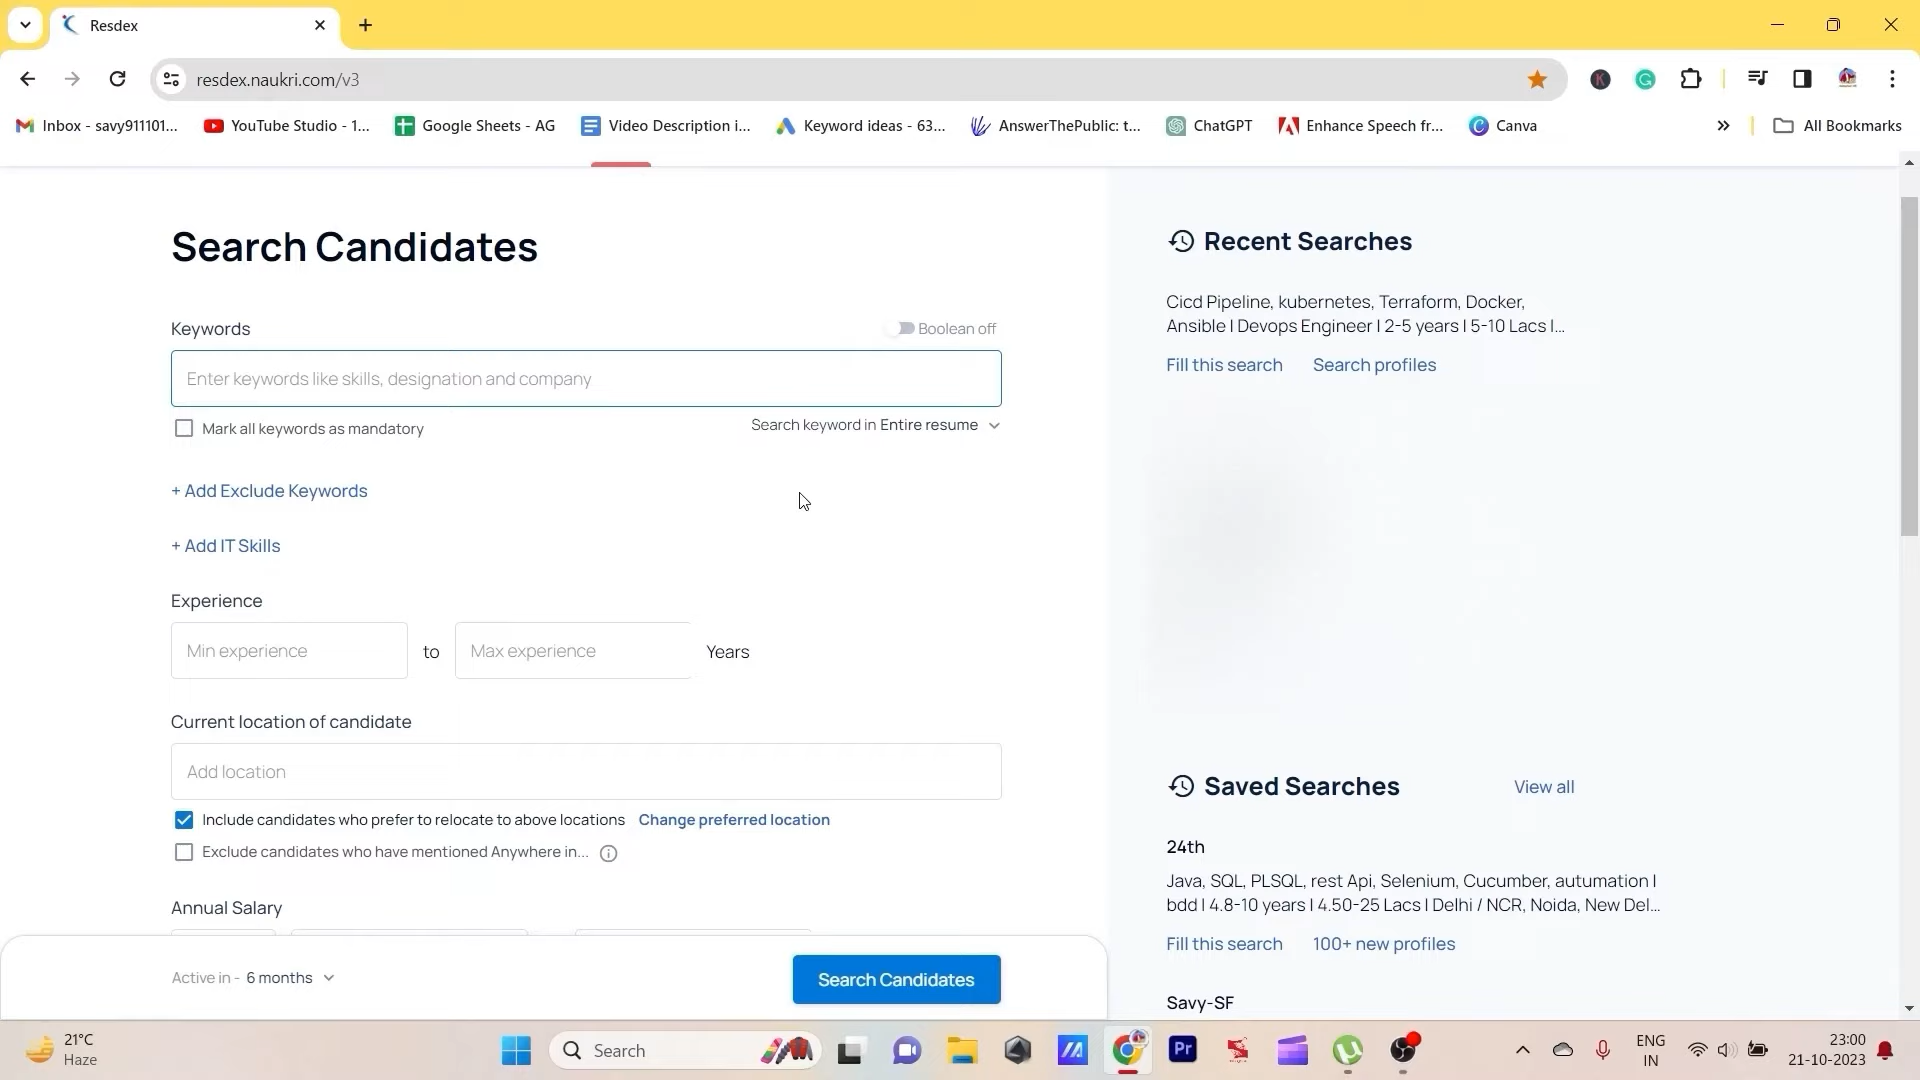 Resdex
resdex.naukri.com/v3
Inbox - savy911101...
YouTube Studio - 1...
Google Sheets - AG
Video Description i...
Keyword ideas - 63...
AnswerThePublic: t...
ChatGPT
Enhance Speech fr...
Canva
All Bookmarks
Search Candidates
Keywords
Boolean off
Enter keywords like skills, designation and company
Mark all keywords as mandatory
Search keyword in Entire resume
+ Add Exclude Keywords
+ Add IT Skills
Experience
Min experience to Max experience Years
Current location of candidate
Add location
Include candidates who prefer to relocate to above locations Change preferred location
Exclude candidates who have mentioned Anywhere in...
Annual Salary
Active in - 6 months
Search Candidates
Recent Searches
Cicd Pipeline, kubernetes, Terraform, Docker,
Ansible | Devops Engineer | 2-5 years | 5-10 Lacs |...
Fill this search Search profiles
Saved Searches View all
24th
Java, SQL, PLSQL, rest Api, Selenium, Cucumber, autumation |
bdd | 4.8-10 years | 4.50-25 Lacs | Delhi / NCR, Noida, New Del...
Fill this search 100+ new profiles
Savy-SF
21°C
Haze
Search
Pr
ENG
IN
23:00
21-10-2023